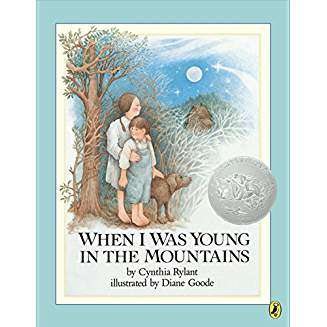 WHEN I WAS YOUNG
IN THE MOUNTAINS
by Cynthia Rylant
illustrated by Diane Goode